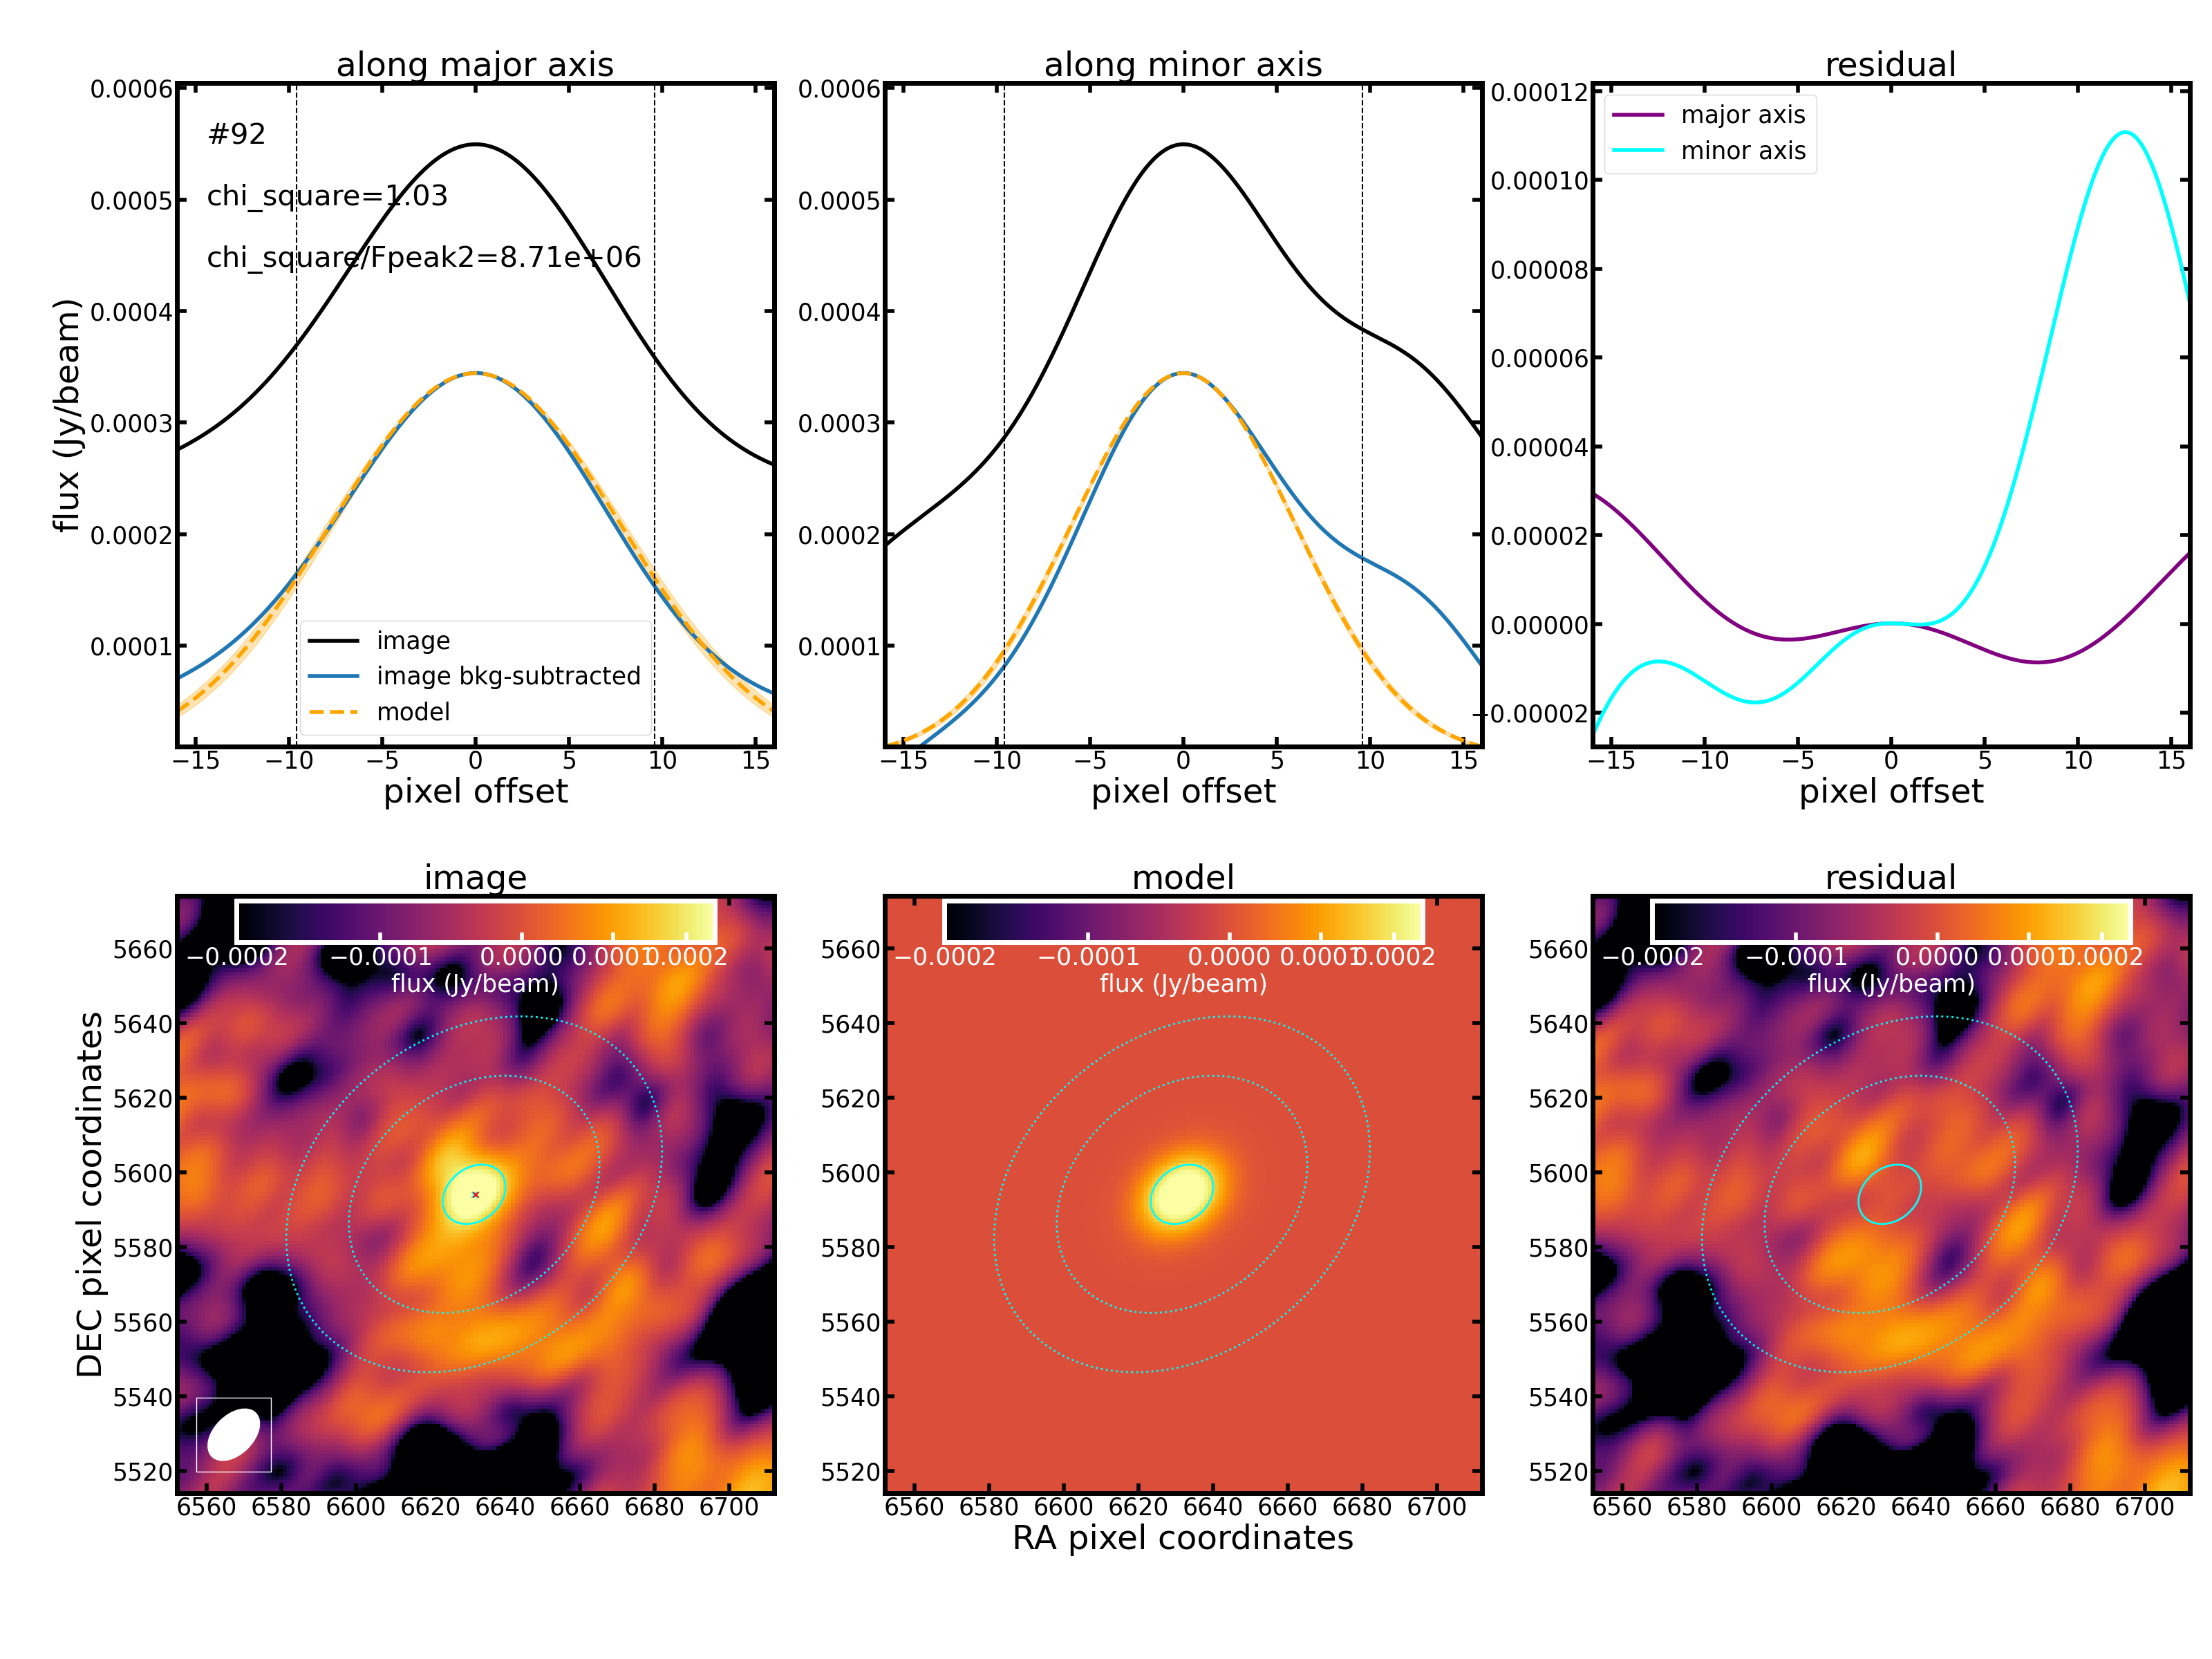 along major axis
along minor axis
residual
#92
chi_square=1.03
chi_square/Fpeak2=8.71e+06
flux (Jy/beam)
0.0006
0.0005
0.0004
0.0003
0.0002
0.0001
image
image bkg-subtracted
model
−15 −10 −5 0 5 10 15
pixel offset
0.0006
0.0005
0.0004
0.0003
0.0002
0.0001
−15 −10 −5 0 5 10 15
pixel offset
major axis
minor axis
0.00012
0.00010
0.00008
0.00006
0.00004
0.00002
0.00000
−0.00002
−15 −10 −5 0 5 10 15
pixel offset
image
model
residual
−0.0002 −0.0001 0.0000 0.0001 0.0002
flux (Jy/beam)
−0.0002 −0.0001 0.0000 0.0001 0.0002
flux (Jy/beam)
−0.0002 −0.0001 0.0000 0.0001 0.0002
flux (Jy/beam)
DEC pixel coordinates
5660
5640
5620
5600
5580
5560
5540
5520
6560 6580 6600 6620 6640 6660 6680 6700
5660
5640
5620
5600
5580
5560
5540
5520
6560 6580 6600 6620 6640 6660 6680 6700
5660
5640
5620
5600
5580
5560
5540
5520
6560 6580 6600 6620 6640 6660 6680 6700
RA pixel coordinates